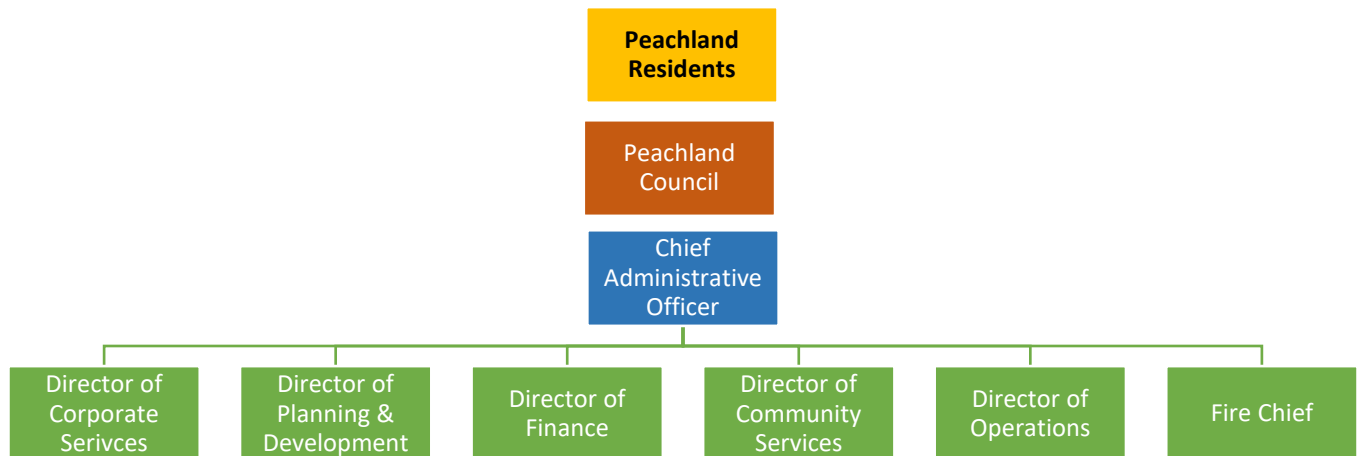 Peachland
Residents
Peachland
Council
Chief
Administrative
Officer
Director of
Corporate
Serivces
Director of
Planning &
Development
Director of
Finance
Director of
Community
Services
Director of
Operations
Fire Chief